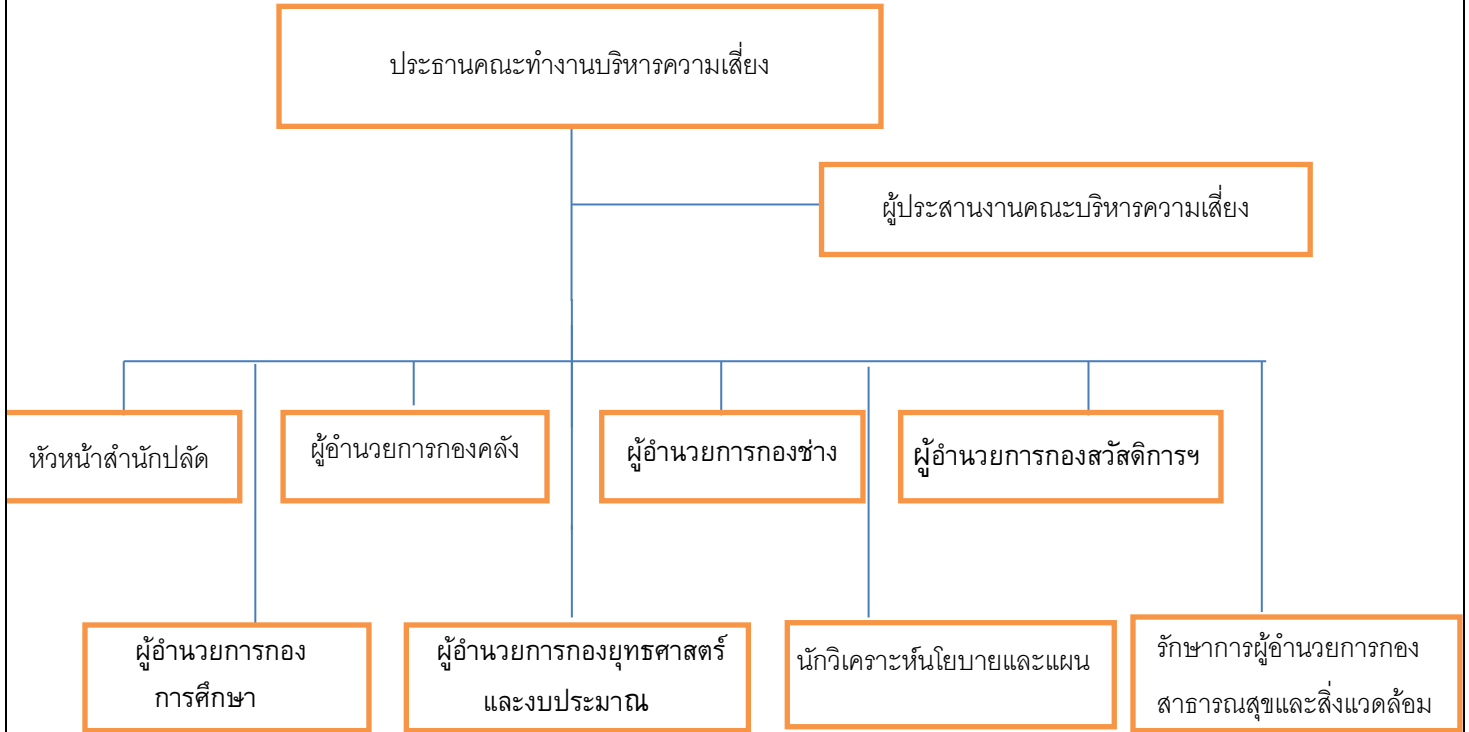 ประธานคณะทำงานบริหารความเสี่ยง
ผู้ประสานงานคณะบริหารความเสี่ยง
หัวหน้าสำนักปลัด
ผู้อำนวยการกองคลัง
ผู้อำนวยการกองช่าง
ผู้อำนวยการกองสวัสดิการฯ
ผู้อำนวยการกอง
การศึกษา
ผู้อำนวยการกองยุทธศาสตร์
และงบประมาณ
นักวิเคราะห์นโยบายและแผน
รักษาการผู้อำนวยการกอง
สาธารณสุขและสิ่งแวดล้อม